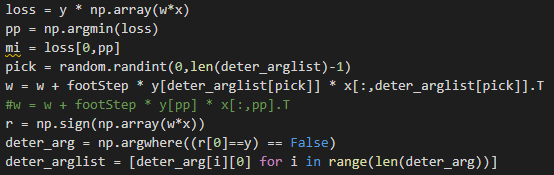 loss = y * np.array(w*x)
pp = np.argmin(loss)
mi = loss[0,pp]
pick = random.randint(0,len(deter_arglist)-1)
w = w + footStep * y[deter_arglist[pick]] * x[:,deter_arglist[pick]].T
#w = w + footStep * y[pp] * x[:,pp].T
r = np.sign(np.array(w*x))
deter_arg = np.argwhere((r[0]==y) == False)
deter_arglist = [deter_arg[i][0] for i in range(len(deter_arg))]